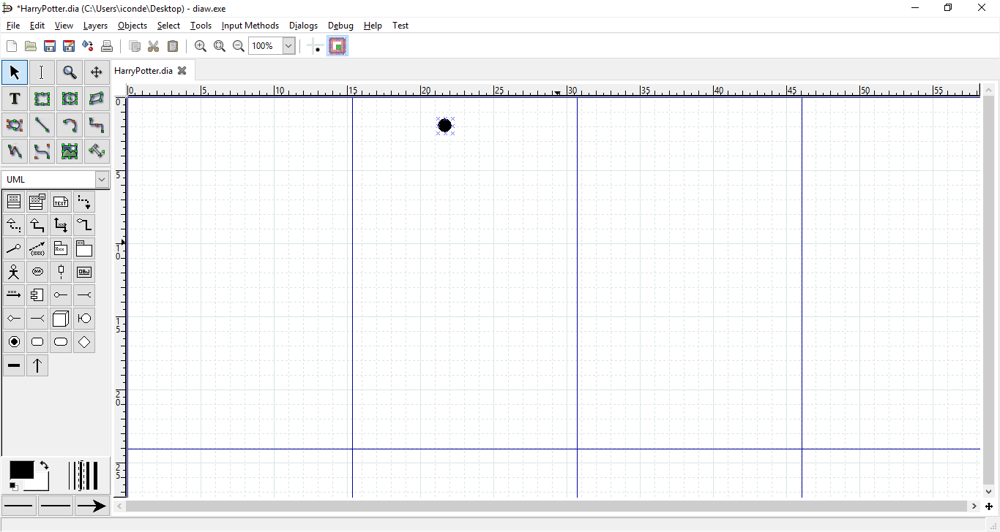 *HarryPotter.dia (C:\Users\iconde\Desktop) - diaw.exe
File Edit View Layers Objects Select Tools Input Methods Dialogs Debug Help Test
100%
HarryPotter.dia
0 5 10 15 20 25 30 35 40 45 50 55
T
0
5
10
15
20
25
UML
TEXT
OBJ